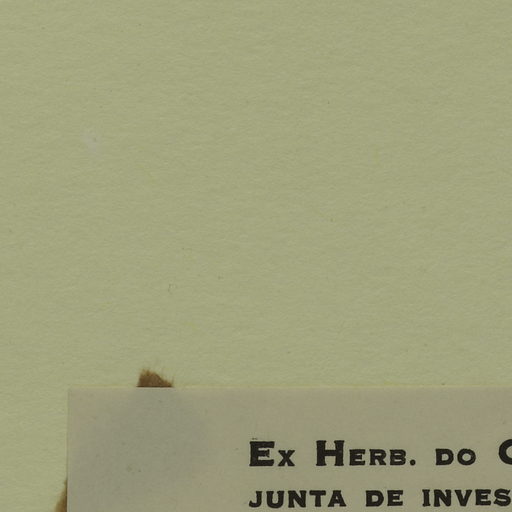 Ex Herb. do
JUNTA DE INVES